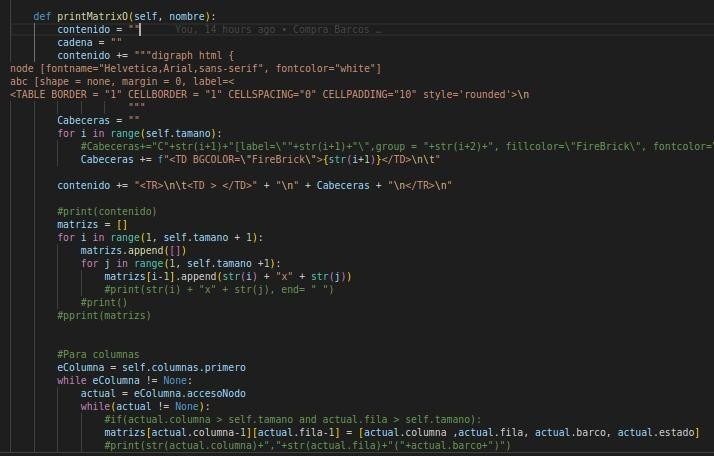 def printMatrixO(self, nombre):
contenido = ""     You, 14 hours ago • Compra Barcos …
cadena = ""
contenido += """digraph html {
node [fontname="Helvetica,Arial,sans-serif", fontcolor="white"]
abc [shape = none, margin = 0, label=<
<TABLE BORDER = "1" CELLBORDER = "1" CELLSPACING="0" CELLPADDING="10" style='rounded'>\n
"""
Cabeceras = ""
for i in range(self.tamano):
#Cabeceras+="C"+str(i+1)+"[label=\""+str(i+1)+"\",group = "+str(i+2)+", fillcolor=\"FireBrick\", fontcolor=
Cabeceras += f"<TD BGCOLOR=\"FireBrick\">{str(i+1)}</TD>\n\t"
contenido += "<TR>\n\t<TD > </TD>" + "\n" + Cabeceras + "\n</TR>\n"
#print(contenido)
matrizs = []
for i in range(1, self.tamano + 1):
matrizs.append([])
for j in range(1, self.tamano +1):
matrizs[i-1].append(str(i) + "x" + str(j))
#print(str(i) + "x" + str(j), end= " ")
#print()
#pprint(matrizs)
#Para columnas
eColumna = self.columnas.primero
while eColumna != None:
actual = eColumna.accesoNodo
while(actual != None):
#if(actual.columna > self.tamano and actual.fila > self.tamano):
matrizs[actual.columna-1][actual.fila-1] = [actual.columna ,actual.fila, actual.barco, actual.estado]
#print(str(actual.columna)+","+str(actual.fila)+"("+actual.barco+")")